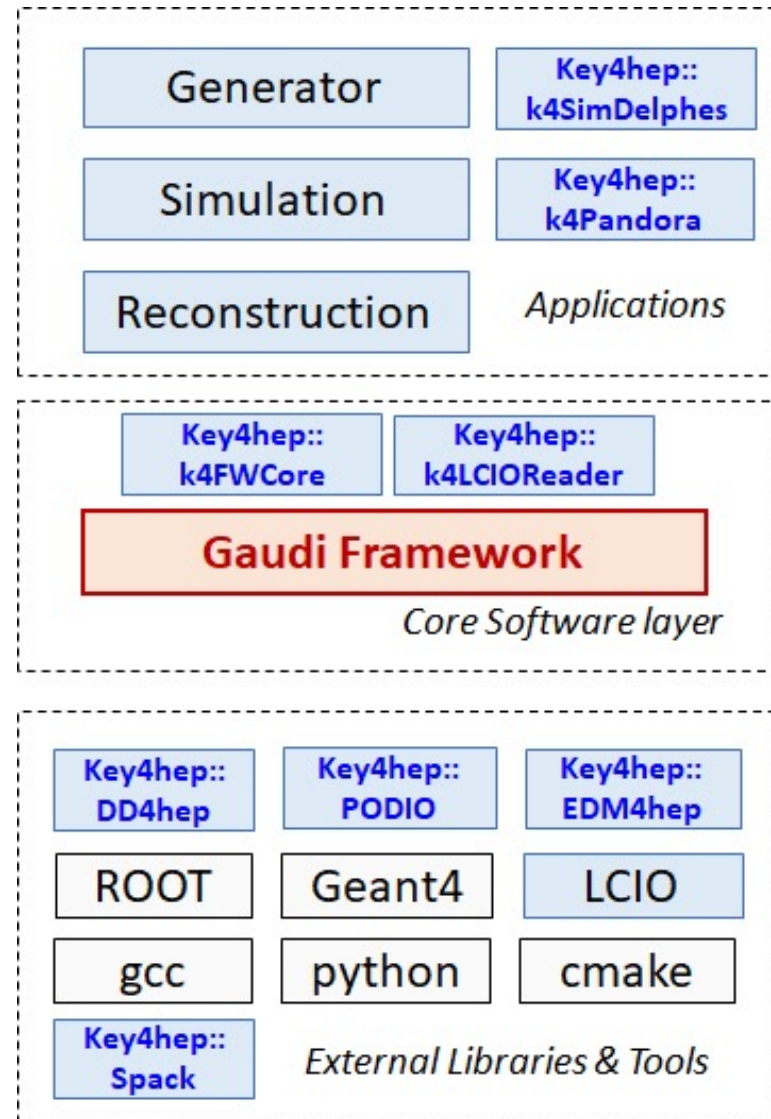 Generator
Key4hep::
k4SimDelphes
Simulation
Key4hep::
k4Pandora
Reconstruction
Applications
Key4hep::
k4FWCore
Key4hep::
k4LCIOReader
Gaudi Framework
Core Software layer
Key4hep::
DD4hep
Key4hep::
PODIO
Key4hep::
EDM4hep
ROOT
Geant4
LCIO
gcc
python
cmake
Key4hep::
Spack
External Libraries & Tools